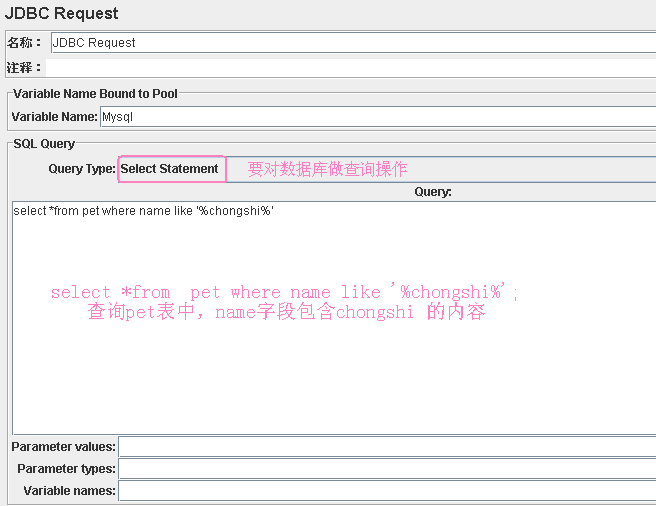 JDBC Request
名称： JDBC Request
注释：
Variable Name Bound to Pool
Variable Name: Mysql
SQL Query
Query Type: Select Statement 要对数据库做查询操作
Query:
select *from pet where name like '%chongshi%'
select *from pet where name like '%chongshi%';
查询pet表中，name字段包含chongshi 的内容
Parameter values:
Parameter types:
Variable names: